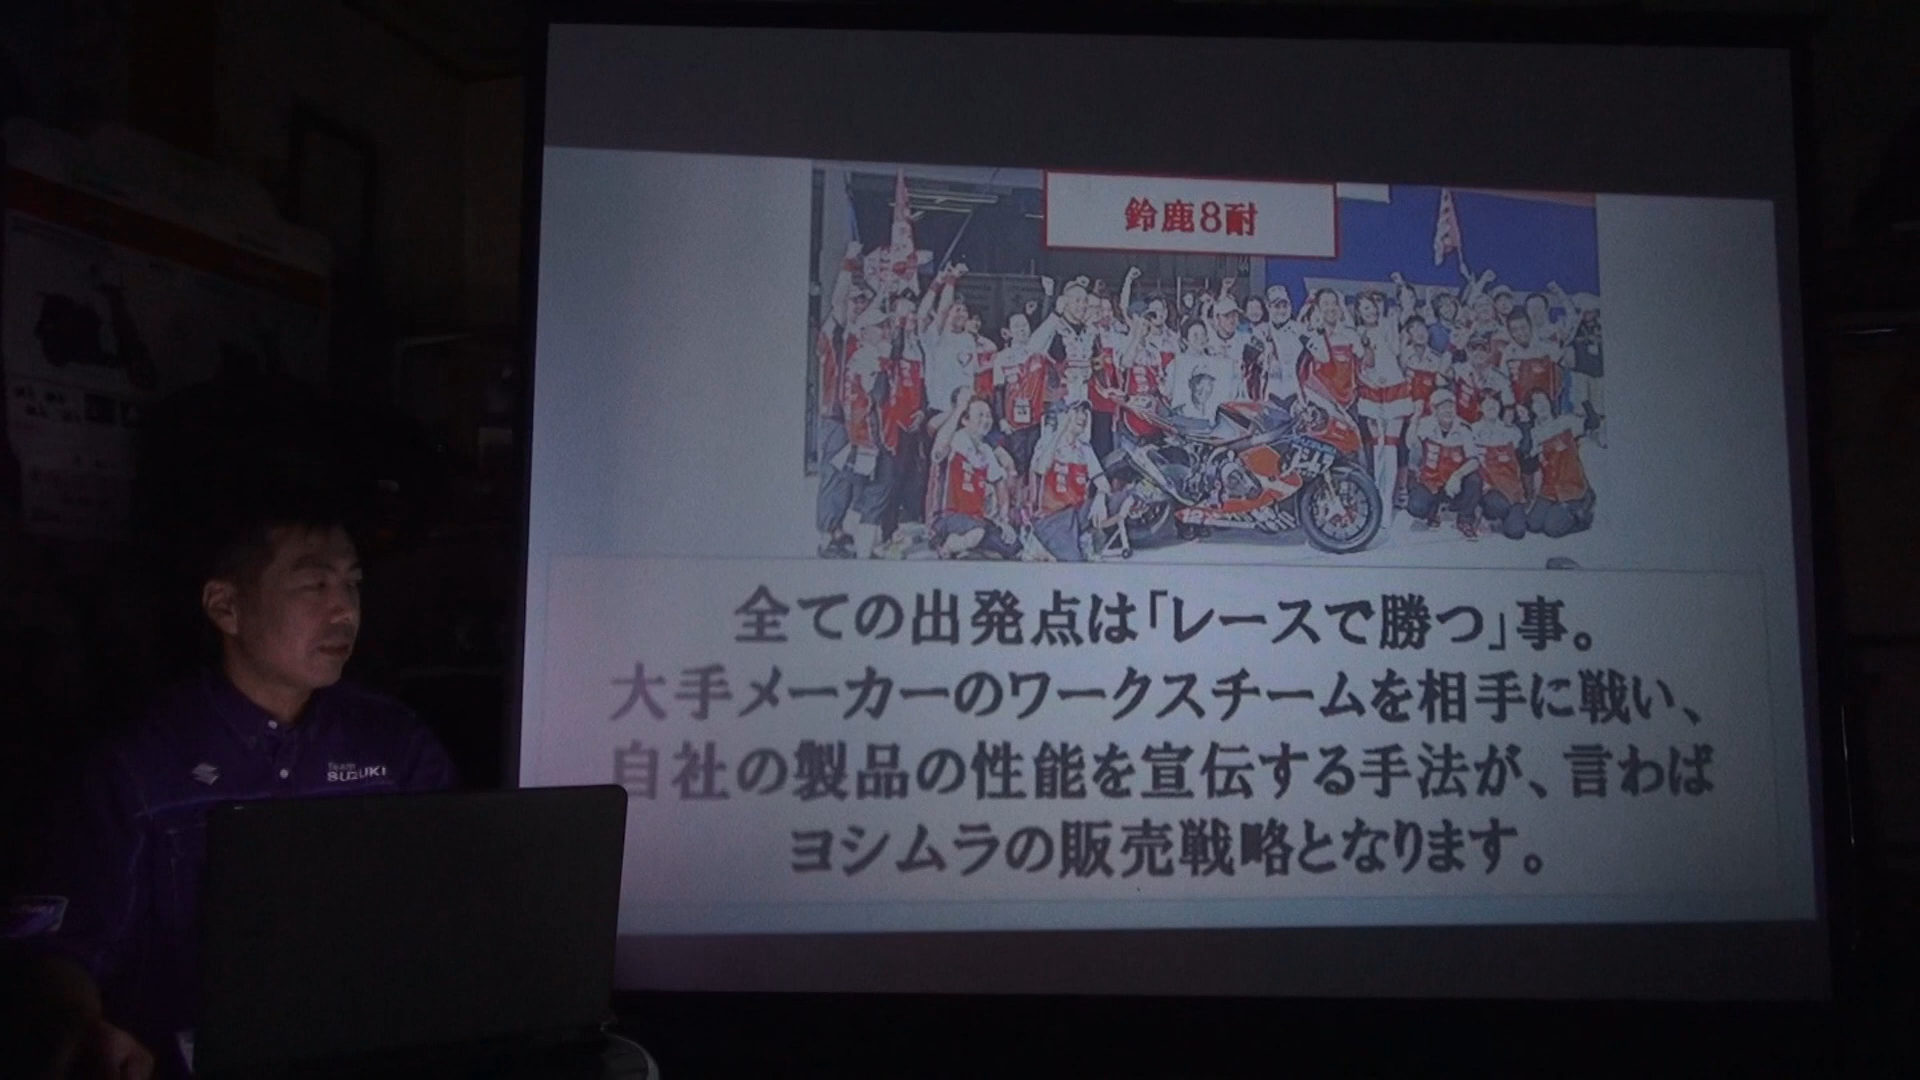 鈴鹿8耐
全ての出発点は「レースで勝つ」事。
大手メーカーのワークスチームを相手に戦い、
自社の製品の性能を宣伝する手法が、言わば
ヨシムラの販売戦略となります。
Team
SUZUKI